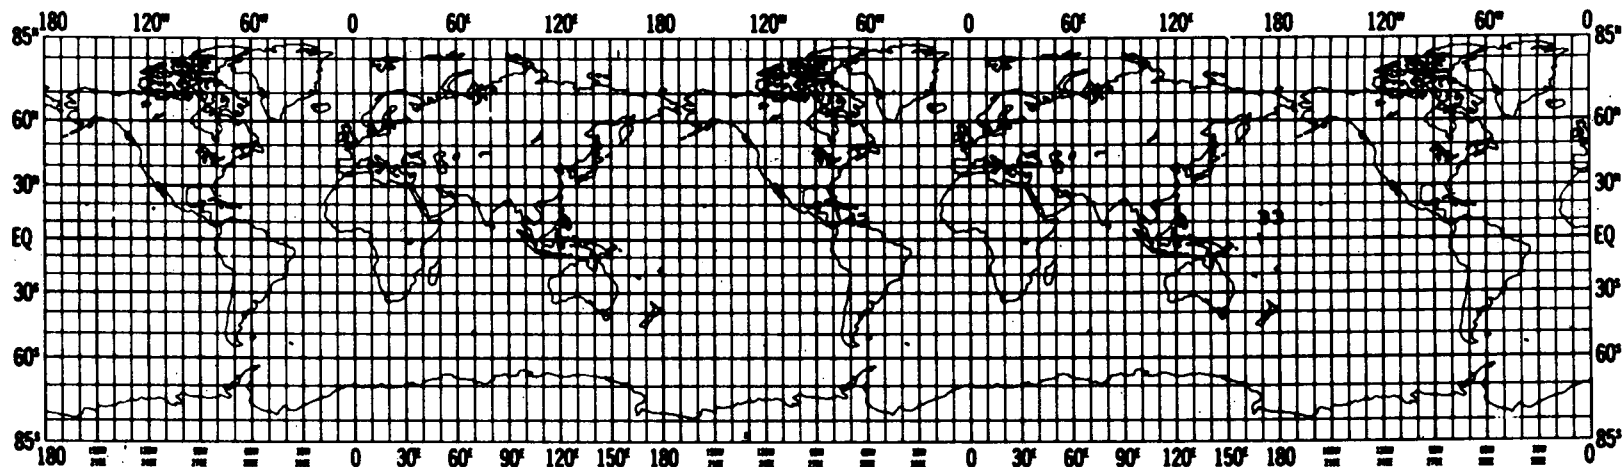 180 120ᵂ 60ᵂ 0 60ᴱ 120ᴱ 180 120ᵂ 60ᵂ 0 60ᴱ 120ᴱ 180 120ᵂ 60ᵂ 0
85ᴺ 85ᴺ
60ᴺ 60ᴺ
30ᴺ 30ᴺ
33
EQ EQ
30ˢ 30ˢ
60ˢ 60ˢ
85ˢ 85ˢ
180 0 30ᴱ 60ᴱ 90ᴱ 120ᴱ 150ᴱ 180 0 30ᴱ 60ᴱ 90ᴱ 120ᴱ 150ᴱ 180 0